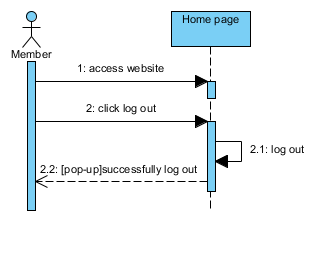 Home page
Member
1: access website
2: click log out
2.1: log out
2.2: [pop-up]successfully log out